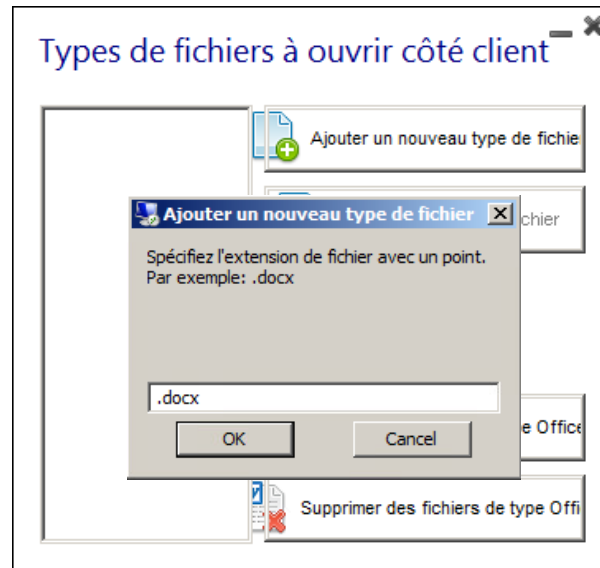 Types de fichiers à ouvrir côté client
Ajouter un nouveau type de fichie
Ajouter un nouveau type de fichier
chier
Spécifiez l'extension de fichier avec un point.
Par exemple: .docx
.docx
OK
Cancel
e Office
Supprimer des fichiers de type Offi